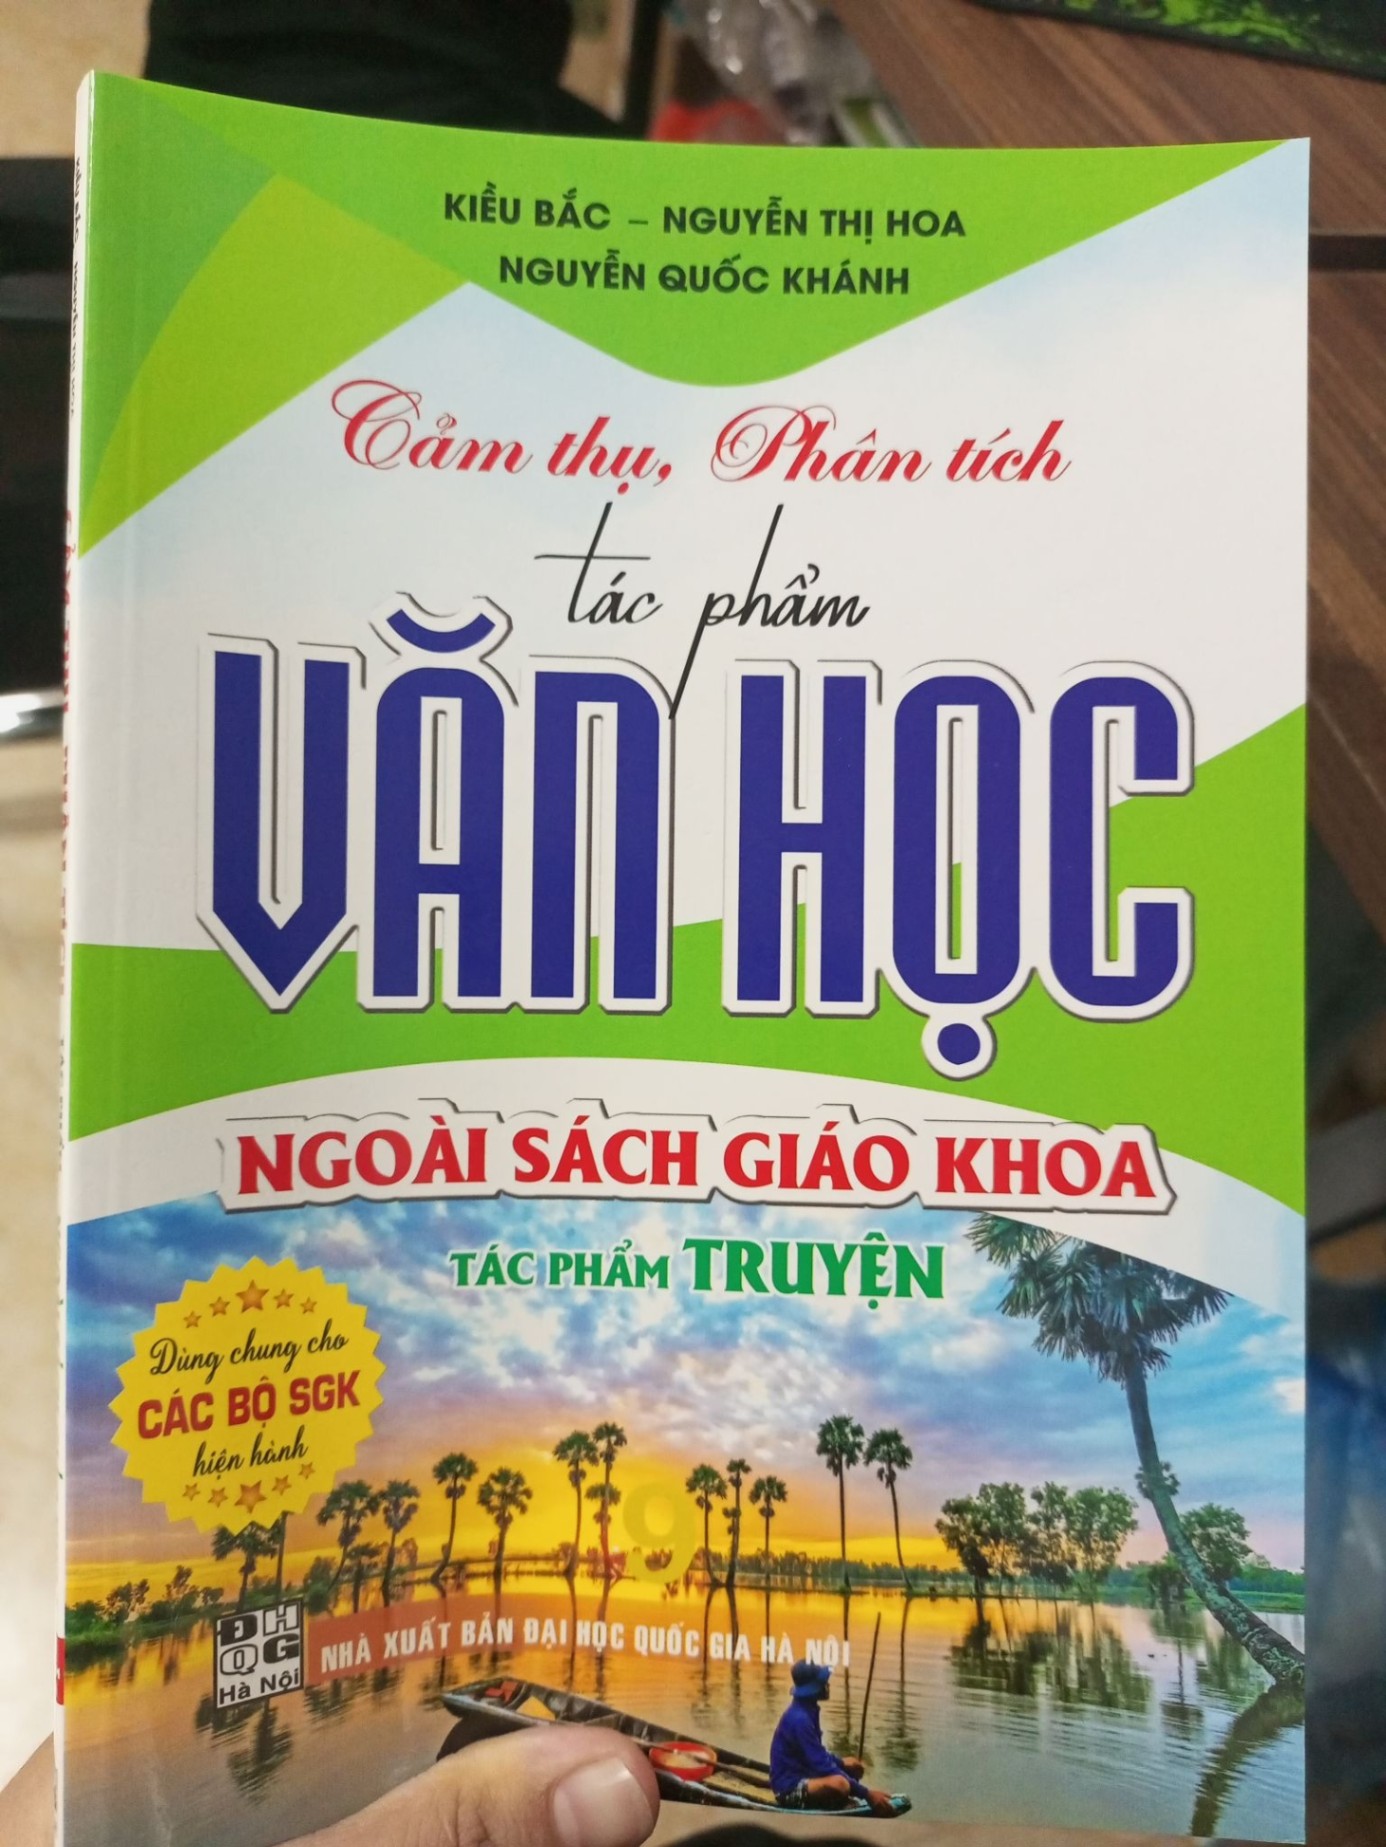 KIỀU BẮC – NGUYỄN THỊ HOA
NGUYỄN QUỐC KHÁNH
Cảm thụ, Phân tích
tác phẩm
VĂN HỌC
NGOÀI SÁCH GIÁO KHOA
TÁC PHẨM TRUYỆN
Dùng chung cho
CÁC BỘ SGK
hiện hành
9
ĐH
QG
Hà Nội
NHÀ XUẤT BẢN ĐẠI HỌC QUỐC GIA HÀ NỘI